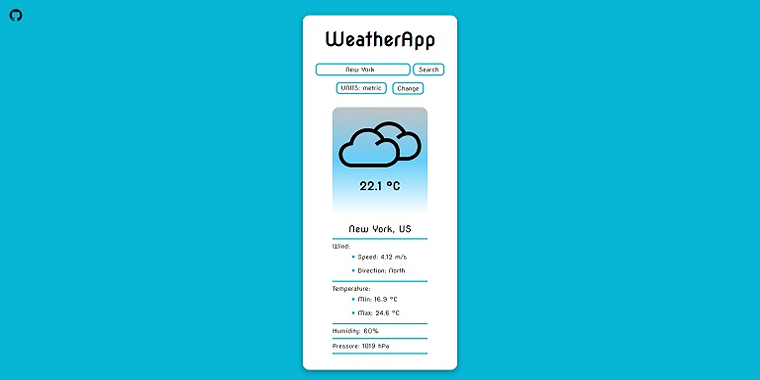 WeatherApp
New York Search
UNITS: metric Change
22.1 °C
New York, US
Wind:
Speed: 4.12 m/s
Direction: North
Temperature:
Min: 16.9 °C
Max: 24.6 °C
Humidity: 60%
Pressure: 1019 hPa